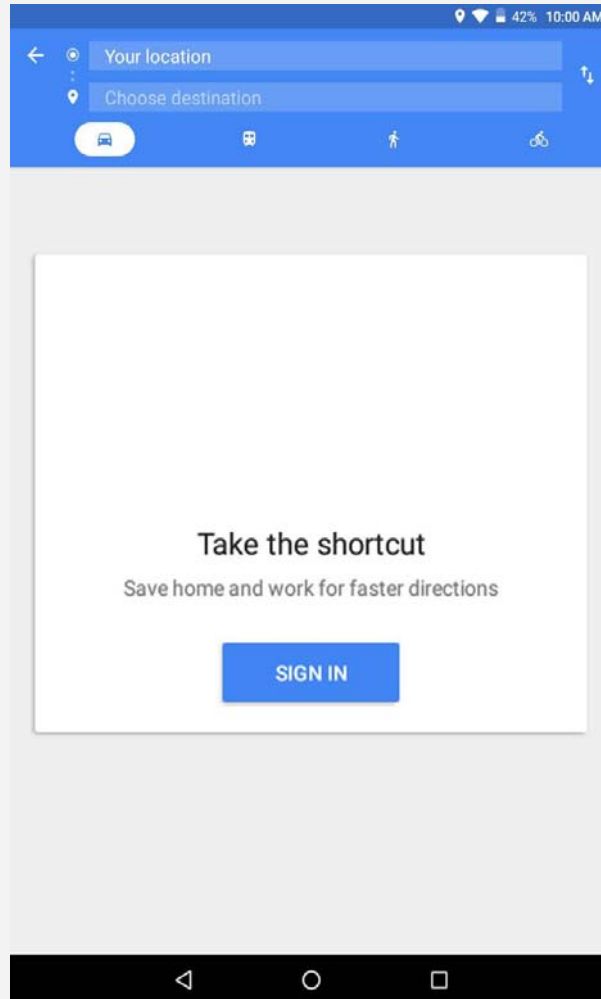 42% 10:00 AM
Your location
Choose destination
Take the shortcut
Save home and work for faster directions
SIGN IN